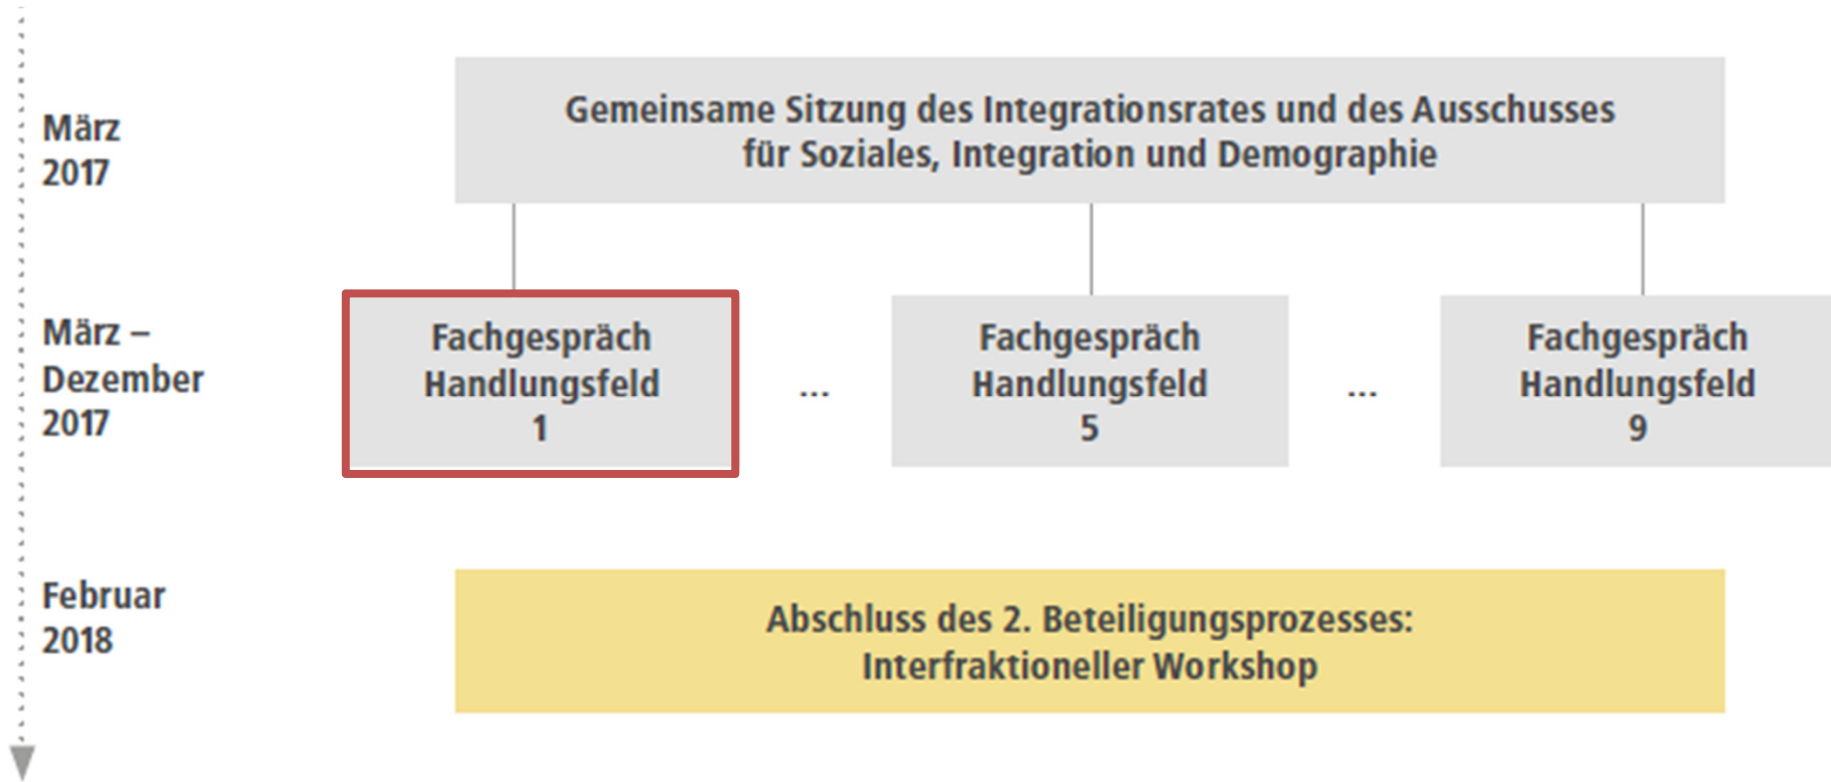 März
2017
Gemeinsame Sitzung des Integrationsrates und des Ausschusses
für Soziales, Integration und Demographie
März –
Dezember
2017
Fachgespräch
Handlungsfeld
1
...
Fachgespräch
Handlungsfeld
5
...
Fachgespräch
Handlungsfeld
9
Februar
2018
Abschluss des 2. Beteiligungsprozesses:
Interfraktioneller Workshop